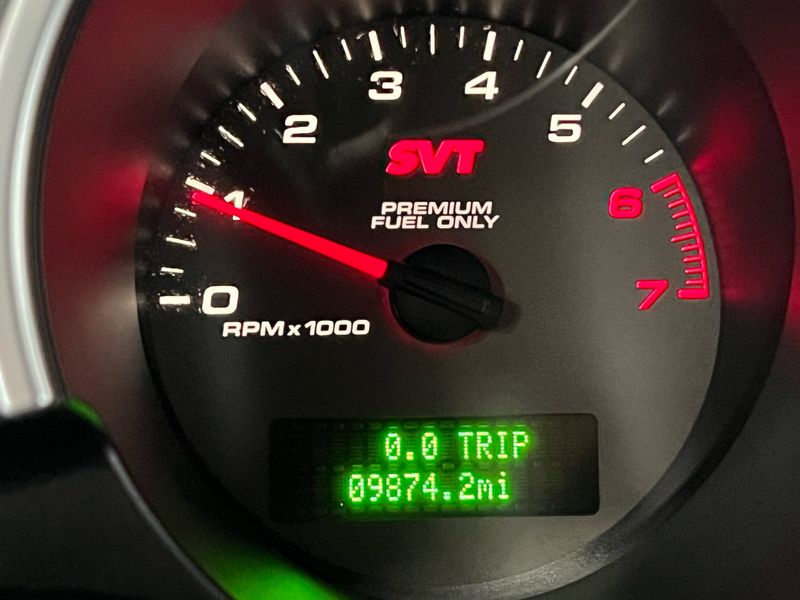 3 4
2 5
1 6
0 7
SVT
PREMIUM
FUEL ONLY
RPM x 1000
0.0 TRIP
09874.2mi